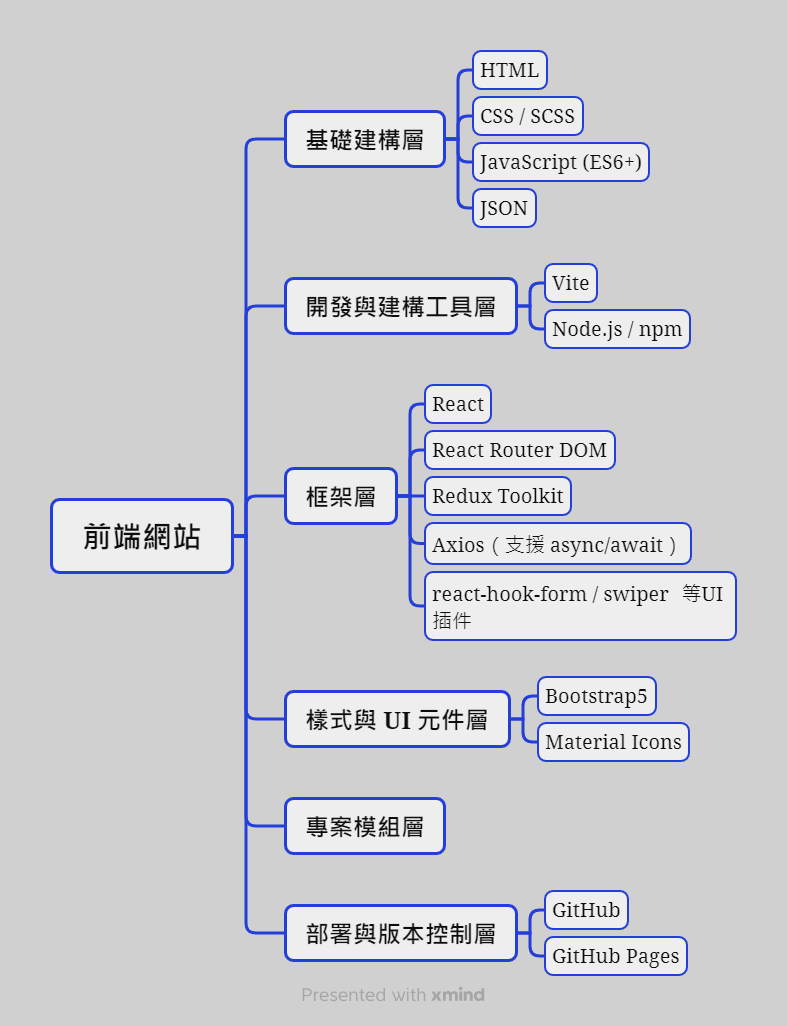 前端網站
基礎建構層
HTML
CSS / SCSS
JavaScript (ES6+)
JSON
開發與建構工具層
Vite
Node.js / npm
框架層
React
React Router DOM
Redux Toolkit
Axios（支援 async/await）
react-hook-form / swiper 等UI
插件
樣式與 UI 元件層
Bootstrap5
Material Icons
專案模組層
部署與版本控制層
GitHub
GitHub Pages
Presented with xmind